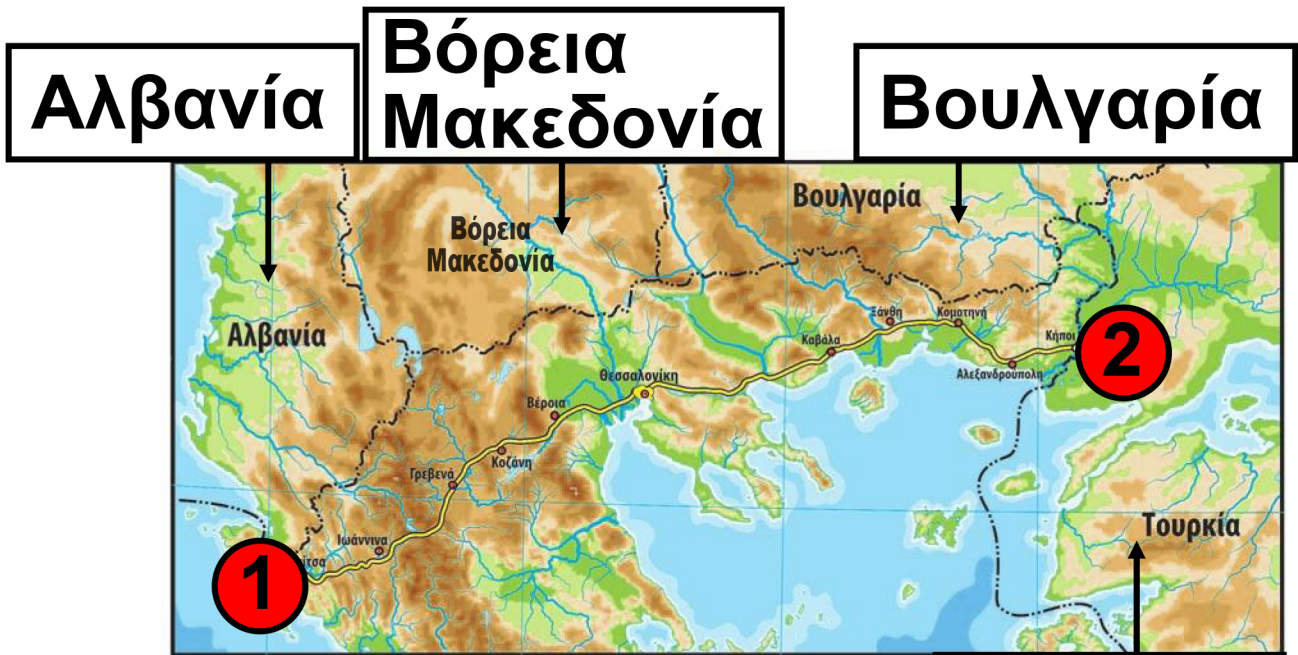 Αλβανία
Βόρεια
Μακεδονία
Βουλγαρία
Βουλγαρία
Βόρεια
Μακεδονία
Αλβανία
Ξάνθη
Κομοτηνή
Καβάλα
Κήποι
2
Αλεξανδρούπολη
Θεσσαλονίκη
Βέροια
Κοζάνη
Γρεβενά
Τουρκία
Ιωάννινα
1